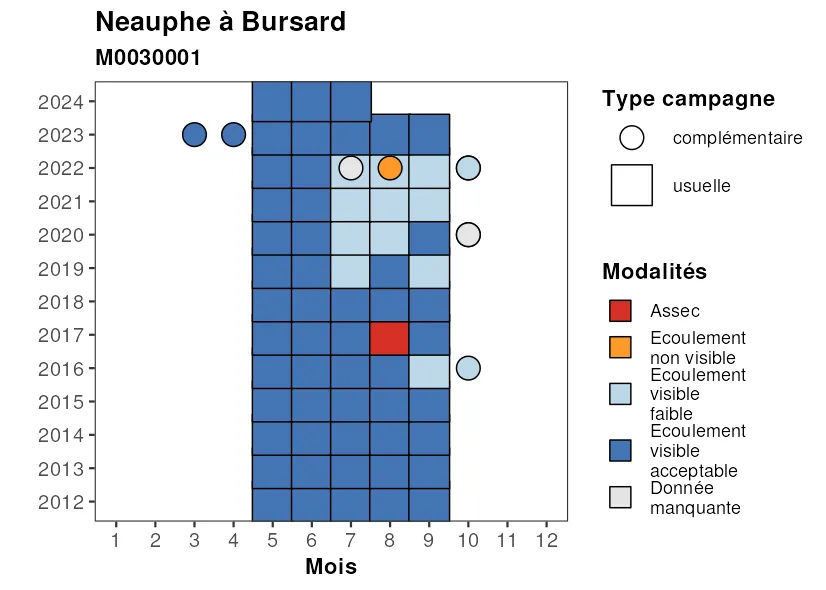 Neauphe à Bursard
M0030001
2024
2023
2022
2021
2020
2019
2018
2017
2016
2015
2014
2013
2012
1 2 3 4 5 6 7 8 9 10 11 12
Mois
Type campagne
complémentaire
usuelle
Modalités
Assec
Ecoulement
non visible
Ecoulement
visible
faible
Ecoulement
visible
acceptable
Donnée
manquante